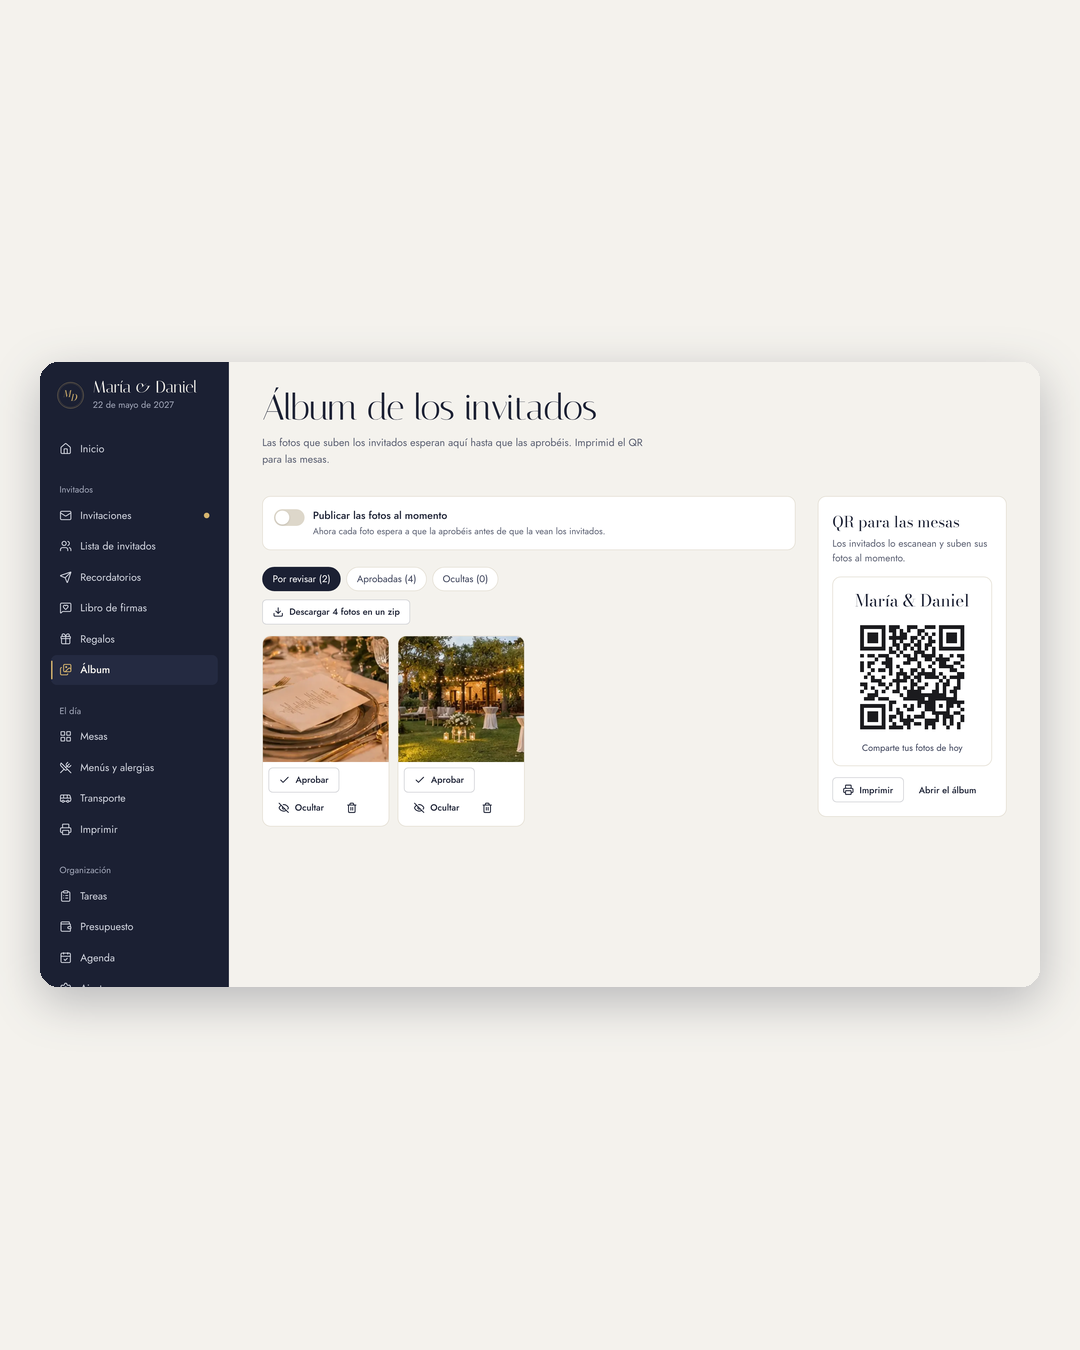 María & Daniel
22 de mayo de 2027
Inicio
Invitados
Invitaciones
Lista de invitados
Recordatorios
Libro de firmas
Regalos
Álbum
El día
Mesas
Menús y alergias
Transporte
Imprimir
Organización
Tareas
Presupuesto
Agenda
Álbum de los invitados
Las fotos que suben los invitados esperan aquí hasta que las aprobéis. Imprimid el QR
para las mesas.
Publicar las fotos al momento
Ahora cada foto espera a que la aprobéis antes de que la vean los invitados.
Por revisar (2)
Aprobadas (4)
Ocultas (0)
Descargar 4 fotos en un zip
Aprobar
Ocultar
Aprobar
Ocultar
QR para las mesas
Los invitados lo escanean y suben sus
fotos al momento.
María & Daniel
Comparte tus fotos de hoy
Imprimir
Abrir el álbum